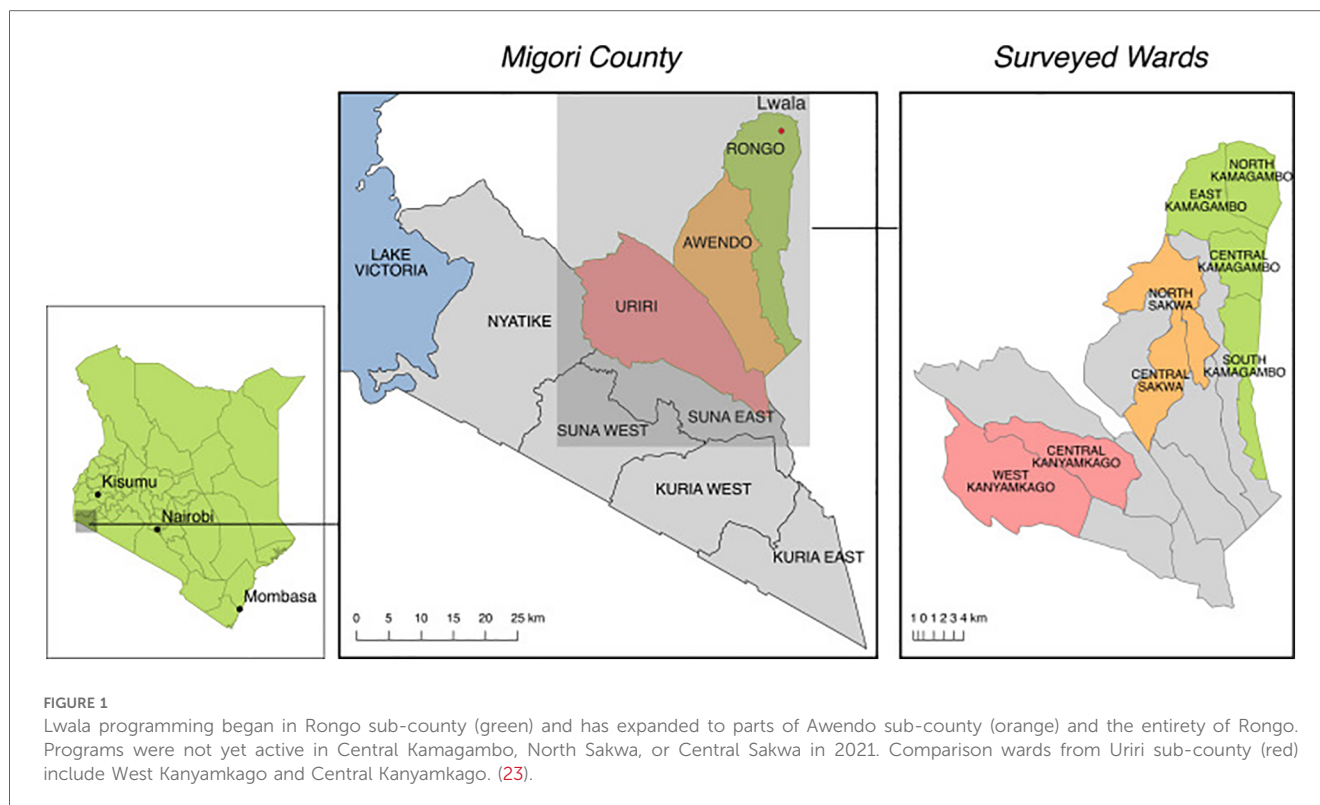 Migori County
Surveyed Wards
Lwala
RONGO
AWENDO
LAKE
VICTORIA
URIRI
NYATIKE
SUNA EAST
SUNA WEST
KURIA WEST
KURIA EAST
0 5 10 15 20 25 km
Kisumu
Nairobi
Mombasa
NORTH
KAMAGAMBO
EAST
KAMAGAMBO
CENTRAL
KAMAGAMBO
NORTH
SAKWA
SOUTH
KAMAGAMBO
CENTRAL
SAKWA
CENTRAL
KANYAMKAGO
WEST
KANYAMKAGO
1 0 1 2 3 4 km
FIGURE 1
Lwala programming began in Rongo sub-county (green) and has expanded to parts of Awendo sub-county (orange) and the entirety of Rongo.
Programs were not yet active in Central Kamagambo, North Sakwa, or Central Sakwa in 2021. Comparison wards from Uriri sub-county (red)
include West Kanyamkago and Central Kanyamkago. (23).